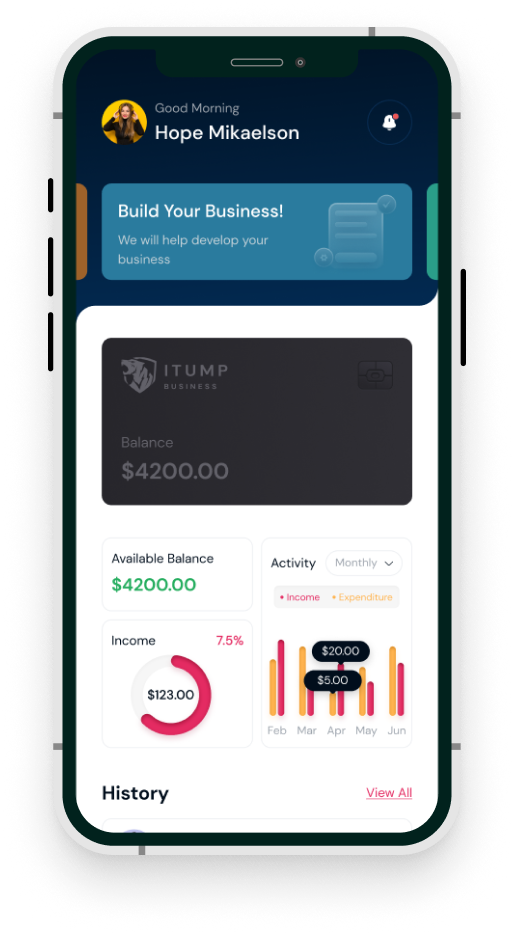 Good Morning
Hope Mikaelson
Build Your Business!
We will help develop your
business
ITUMP
BUSINESS
Balance
$4200.00
Available Balance
$4200.00
Activity
Monthly
Income
Expenditure
Income
7.5%
$123.00
$20.00
$5.00
Feb
Mar
Apr
May
Jun
History
View All